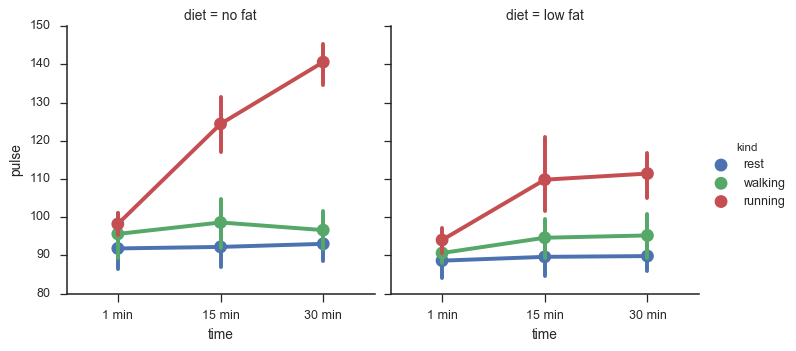 diet = no fat
diet = low fat
150
140
130
120
110
100
90
80
pulse
1 min
15 min
30 min
time
1 min
15 min
30 min
time
kind
rest
walking
running